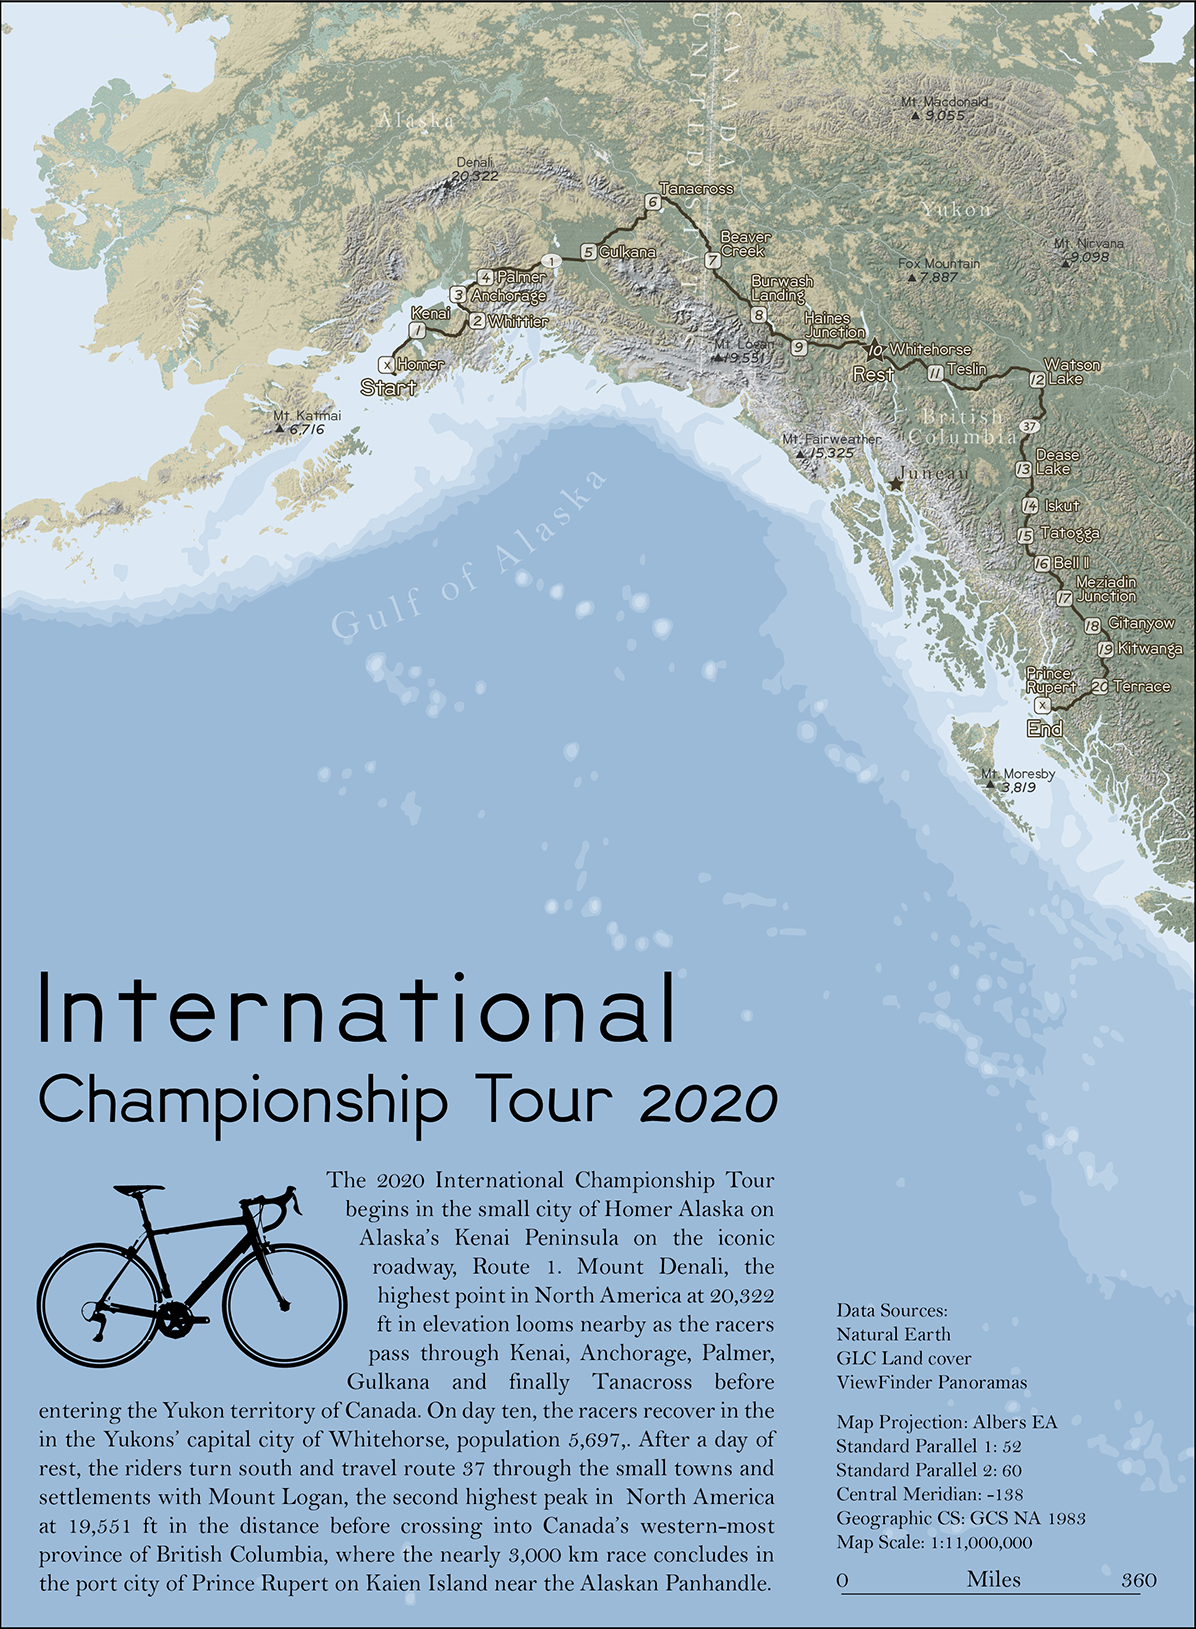 CANADA
UNITED STATES
Alaska
Mt. Macdonald
9,055
Denali
20,322
Tanacross
6
Yukon
Beaver
Creek
7
Mt. Nirvana
9,098
Fox Mountain
7,887
5 Gulkana
1
4 Palmer
3 Anchorage
Burwash
Landing
8
Kenai
1
2 Whittier
Haines
Junction
9
Mt. Logan
19,551
10 Whitehorse
Rest
11 Teslin
Watson
12 Lake
x Homer
Start
Mt. Katmai
6,716
British
Columbia
37
Mt. Fairweather
15,325
Juneau
Dease
13 Lake
Gulf of Alaska
14 Iskut
15 Tatogga
16 Bell II
Meziadin
17 Junction
18 Gitanyow
19 Kitwanga
Prince
Rupert
20 Terrace
x
End
Mt. Moresby
3,819
International
Championship Tour 2020
The 2020 International Championship Tour
begins in the small city of Homer Alaska on
Alaska's Kenai Peninsula on the iconic
roadway, Route 1. Mount Denali, the
highest point in North America at 20,322
ft in elevation looms nearby as the racers
pass through Kenai, Anchorage, Palmer,
Gulkana and finally Tanacross before
entering the Yukon territory of Canada. On day ten, the racers recover in the
in the Yukons' capital city of Whitehorse, population 5,697,. After a day of
rest, the riders turn south and travel route 37 through the small towns and
settlements with Mount Logan, the second highest peak in North America
at 19,551 ft in the distance before crossing into Canada's western-most
province of British Columbia, where the nearly 3,000 km race concludes in
the port city of Prince Rupert on Kaien Island near the Alaskan Panhandle.
Data Sources:
Natural Earth
GLC Land cover
ViewFinder Panoramas
Map Projection: Albers EA
Standard Parallel 1: 52
Standard Parallel 2: 60
Central Meridian: -138
Geographic CS: GCS NA 1983
Map Scale: 1:11,000,000
0 Miles 360